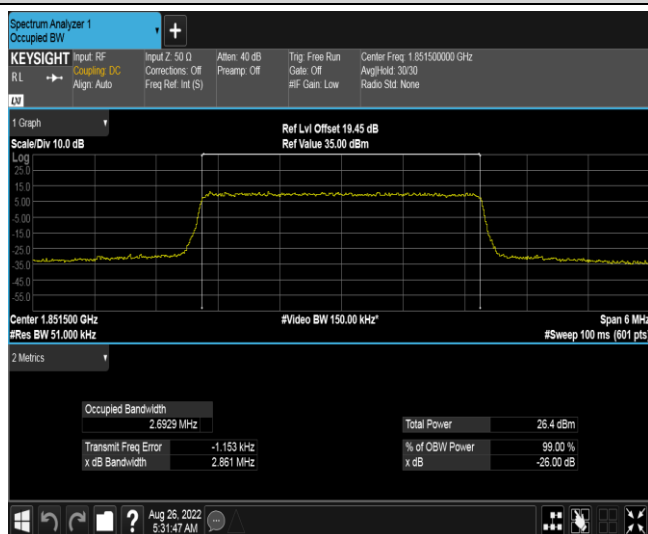 Spectrum Analyzer 1
Occupied BW
+
KEYSIGHT
R L
LXI
Input: RF
Coupling: DC
Align: Auto
Input Z: 50 Ω
Corrections: Off
Freq Ref: Int (S)
Atten: 40 dB
Preamp: Off
Trig: Free Run
Gate: Off
#IF Gain: Low
Center Freq: 1.851500000 GHz
Avg|Hold: 30/30
Radio Std: None
1 Graph
Scale/Div 10.0 dB
Ref Lvl Offset 19.45 dB
Ref Value 35.00 dBm
Log
25.0
15.0
5.00
-5.00
-15.0
-25.0
-35.0
-45.0
-55.0
Center 1.851500 GHz
#Res BW 51.000 kHz
#Video BW 150.00 kHz*
Span 6 MHz
#Sweep 100 ms (601 pts)
2 Metrics
Occupied Bandwidth
2.6929 MHz
Transmit Freq Error -1.153 kHz
x dB Bandwidth 2.861 MHz
Total Power 26.4 dBm
% of OBW Power 99.00 %
x dB -26.00 dB
?
Aug 26, 2022
5:31:47 AM